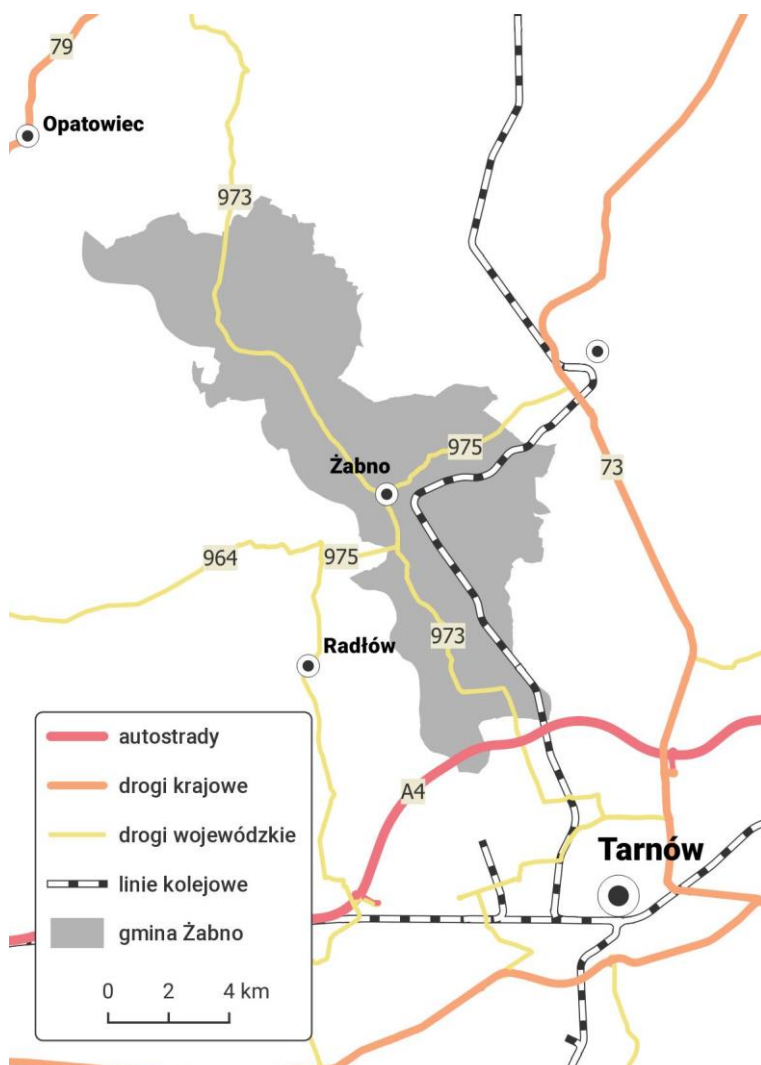 79
Opatowiec
973
975
Żabno
73
964
975
973
Radłów
autostrady
drogi krajowe
A4
drogi wojewódzkie
Tarnów
linie kolejowe
gmina Żabno
0 2 4 km